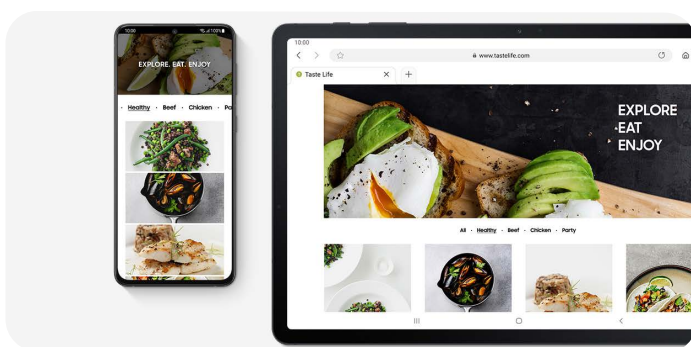 10:00
100%
EXPLORE. EAT. ENJOY
· Healthy · Beef · Chicken · Pa
10:00
www.tastelife.com
Taste Life
EXPLORE
EAT
ENJOY
All · Healthy · Beef · Chicken · Party